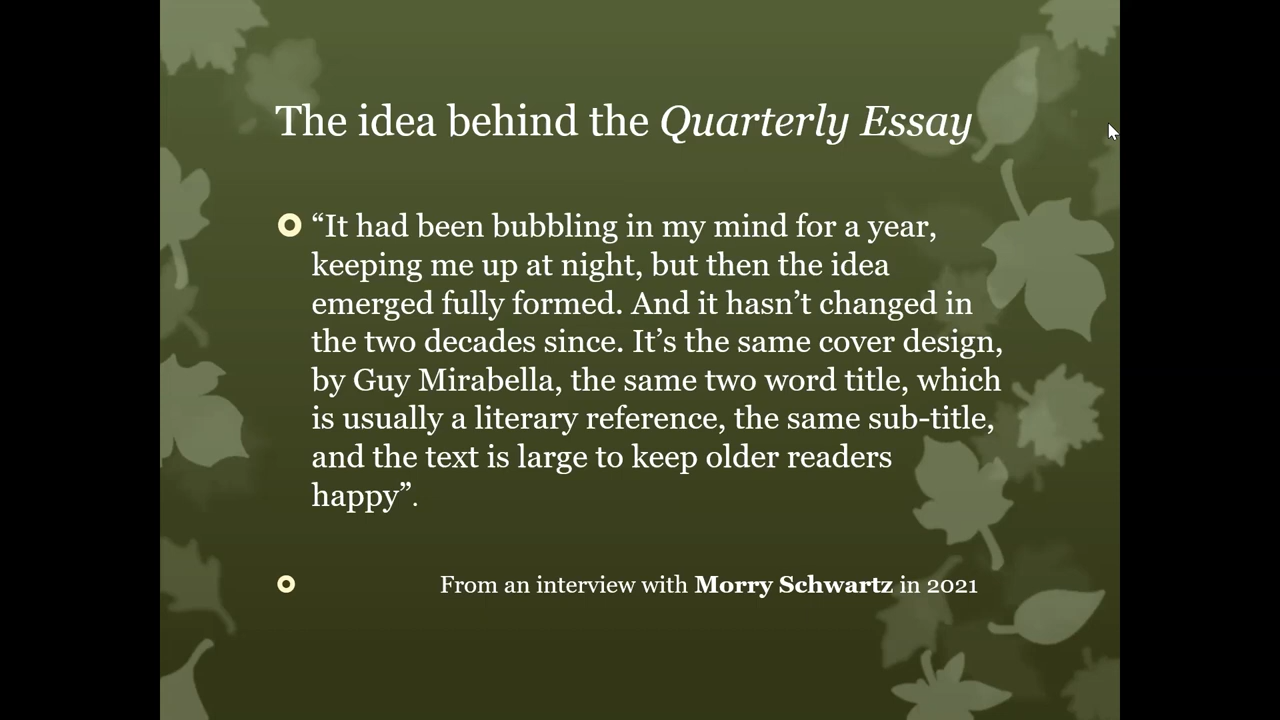 The idea behind the Quarterly Essay
“It had been bubbling in my mind for a year,
keeping me up at night, but then the idea
emerged fully formed. And it hasn’t changed in
the two decades since. It’s the same cover design,
by Guy Mirabella, the same two word title, which
is usually a literary reference, the same sub-title,
and the text is large to keep older readers
happy”.
From an interview with Morry Schwartz in 2021